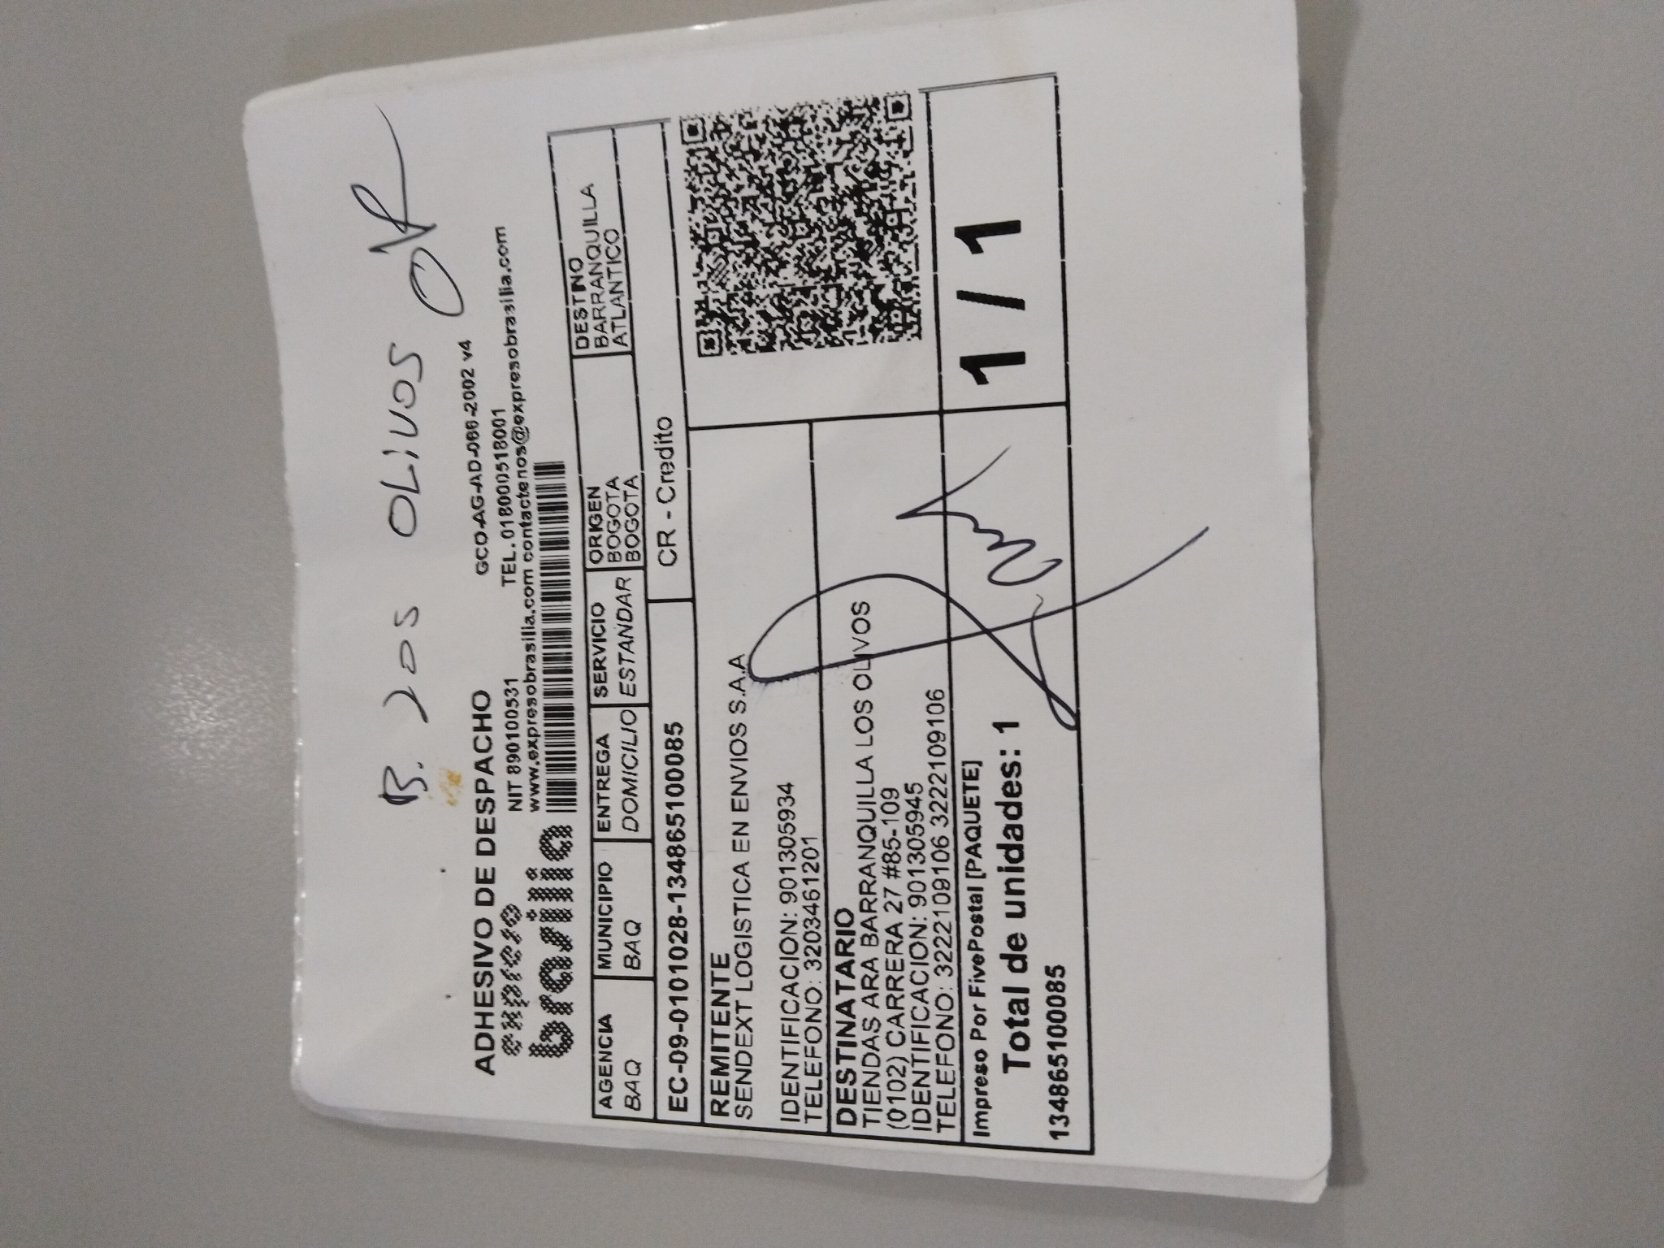 B. LOS OLIVOS OK
ADHESIVO DE DESPACHO GCO-AG-AD-066-2002 v4
expreso brasilia
NIT 890100531 TEL. 018000518001
www.expresobrasilia.com contactenos@expresobrasilia.com
AGENCIA MUNICIPIO ENTREGA SERVICIO ORIGEN DESTINO
BAQ BAQ DOMICILIO ESTANDAR BOGOTA BARRANQUILLA
BOGOTA ATLANTICO
EC-09-0101028-134865100085 CR - Credito
REMITENTE
SENDEXT LOGISTICA EN ENVIOS S.A.A
IDENTIFICACION: 901305934
TELEFONO: 3203461201
DESTINATARIO
TIENDAS ARA BARRANQUILLA LOS OLIVOS
(0102) CARRERA 27 #85-109
IDENTIFICACION: 901305945
TELEFONO: 3222109106 3222109106
Impreso Por FivePostal [PAQUETE]
Total de unidades: 1
134865100085
1 / 1